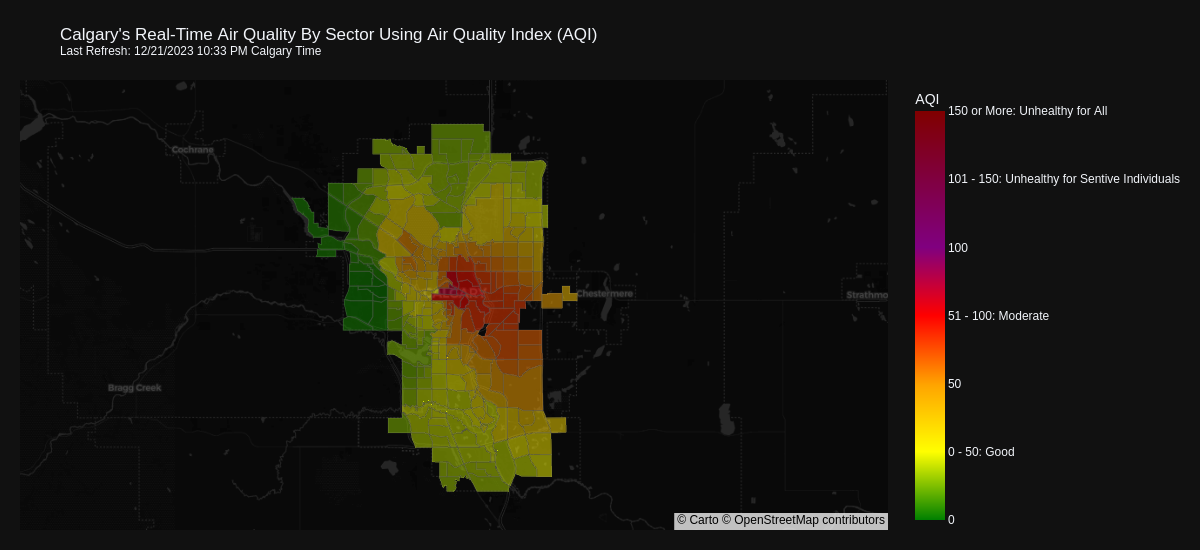 Calgary's Real-Time Air Quality By Sector Using Air Quality Index (AQI)
Last Refresh: 12/21/2023 10:33 PM Calgary Time
AQI
150 or More: Unhealthy for All
Cochrane
101 - 150: Unhealthy for Sentive Individuals
100
CALGARY
Chestermere
Strathmo
51 - 100: Moderate
50
Bragg Creek
0 - 50: Good
0
© Carto © OpenStreetMap contributors